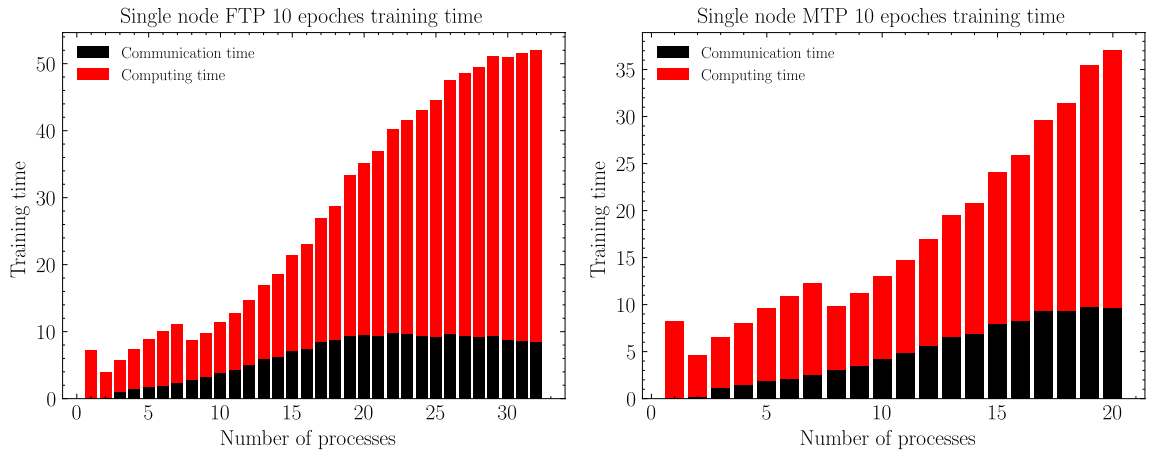 Single node FTP 10 epoches training time
Communication time
Computing time
Training time
50
40
30
20
10
0
0 5 10 15 20 25 30
Number of processes
Single node MTP 10 epoches training time
Communication time
Computing time
Training time
35
30
25
20
15
10
5
0
0 5 10 15 20
Number of processes